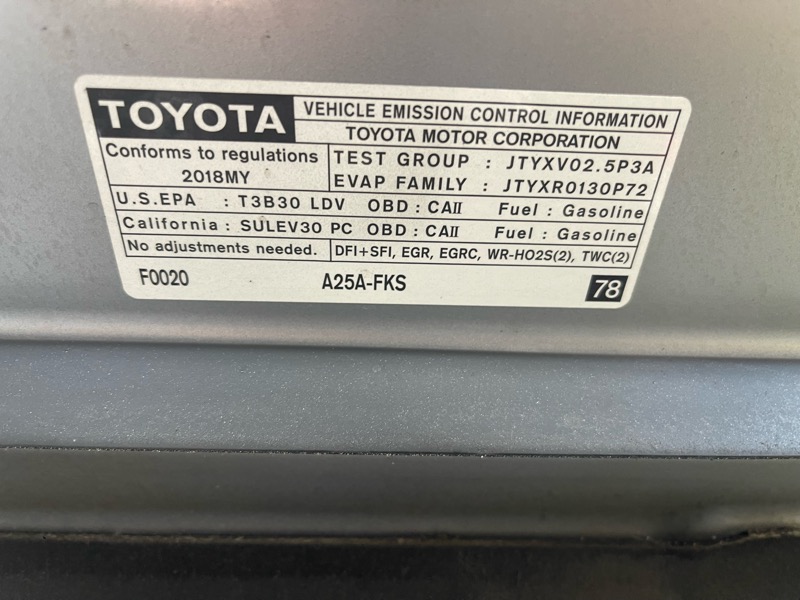 TOYOTA VEHICLE EMISSION CONTROL INFORMATION
TOYOTA MOTOR CORPORATION
Conforms to regulations
2018MY
TEST GROUP : JTYXV02.5P3A
EVAP FAMILY : JTYXR0130P72
U.S.EPA : T3B30 LDV OBD : CAII Fuel : Gasoline
California : SULEV30 PC OBD : CAII Fuel : Gasoline
No adjustments needed. DFI+SFI, EGR, EGRC, WR-HO2S(2), TWC(2)
F0020 A25A-FKS 78